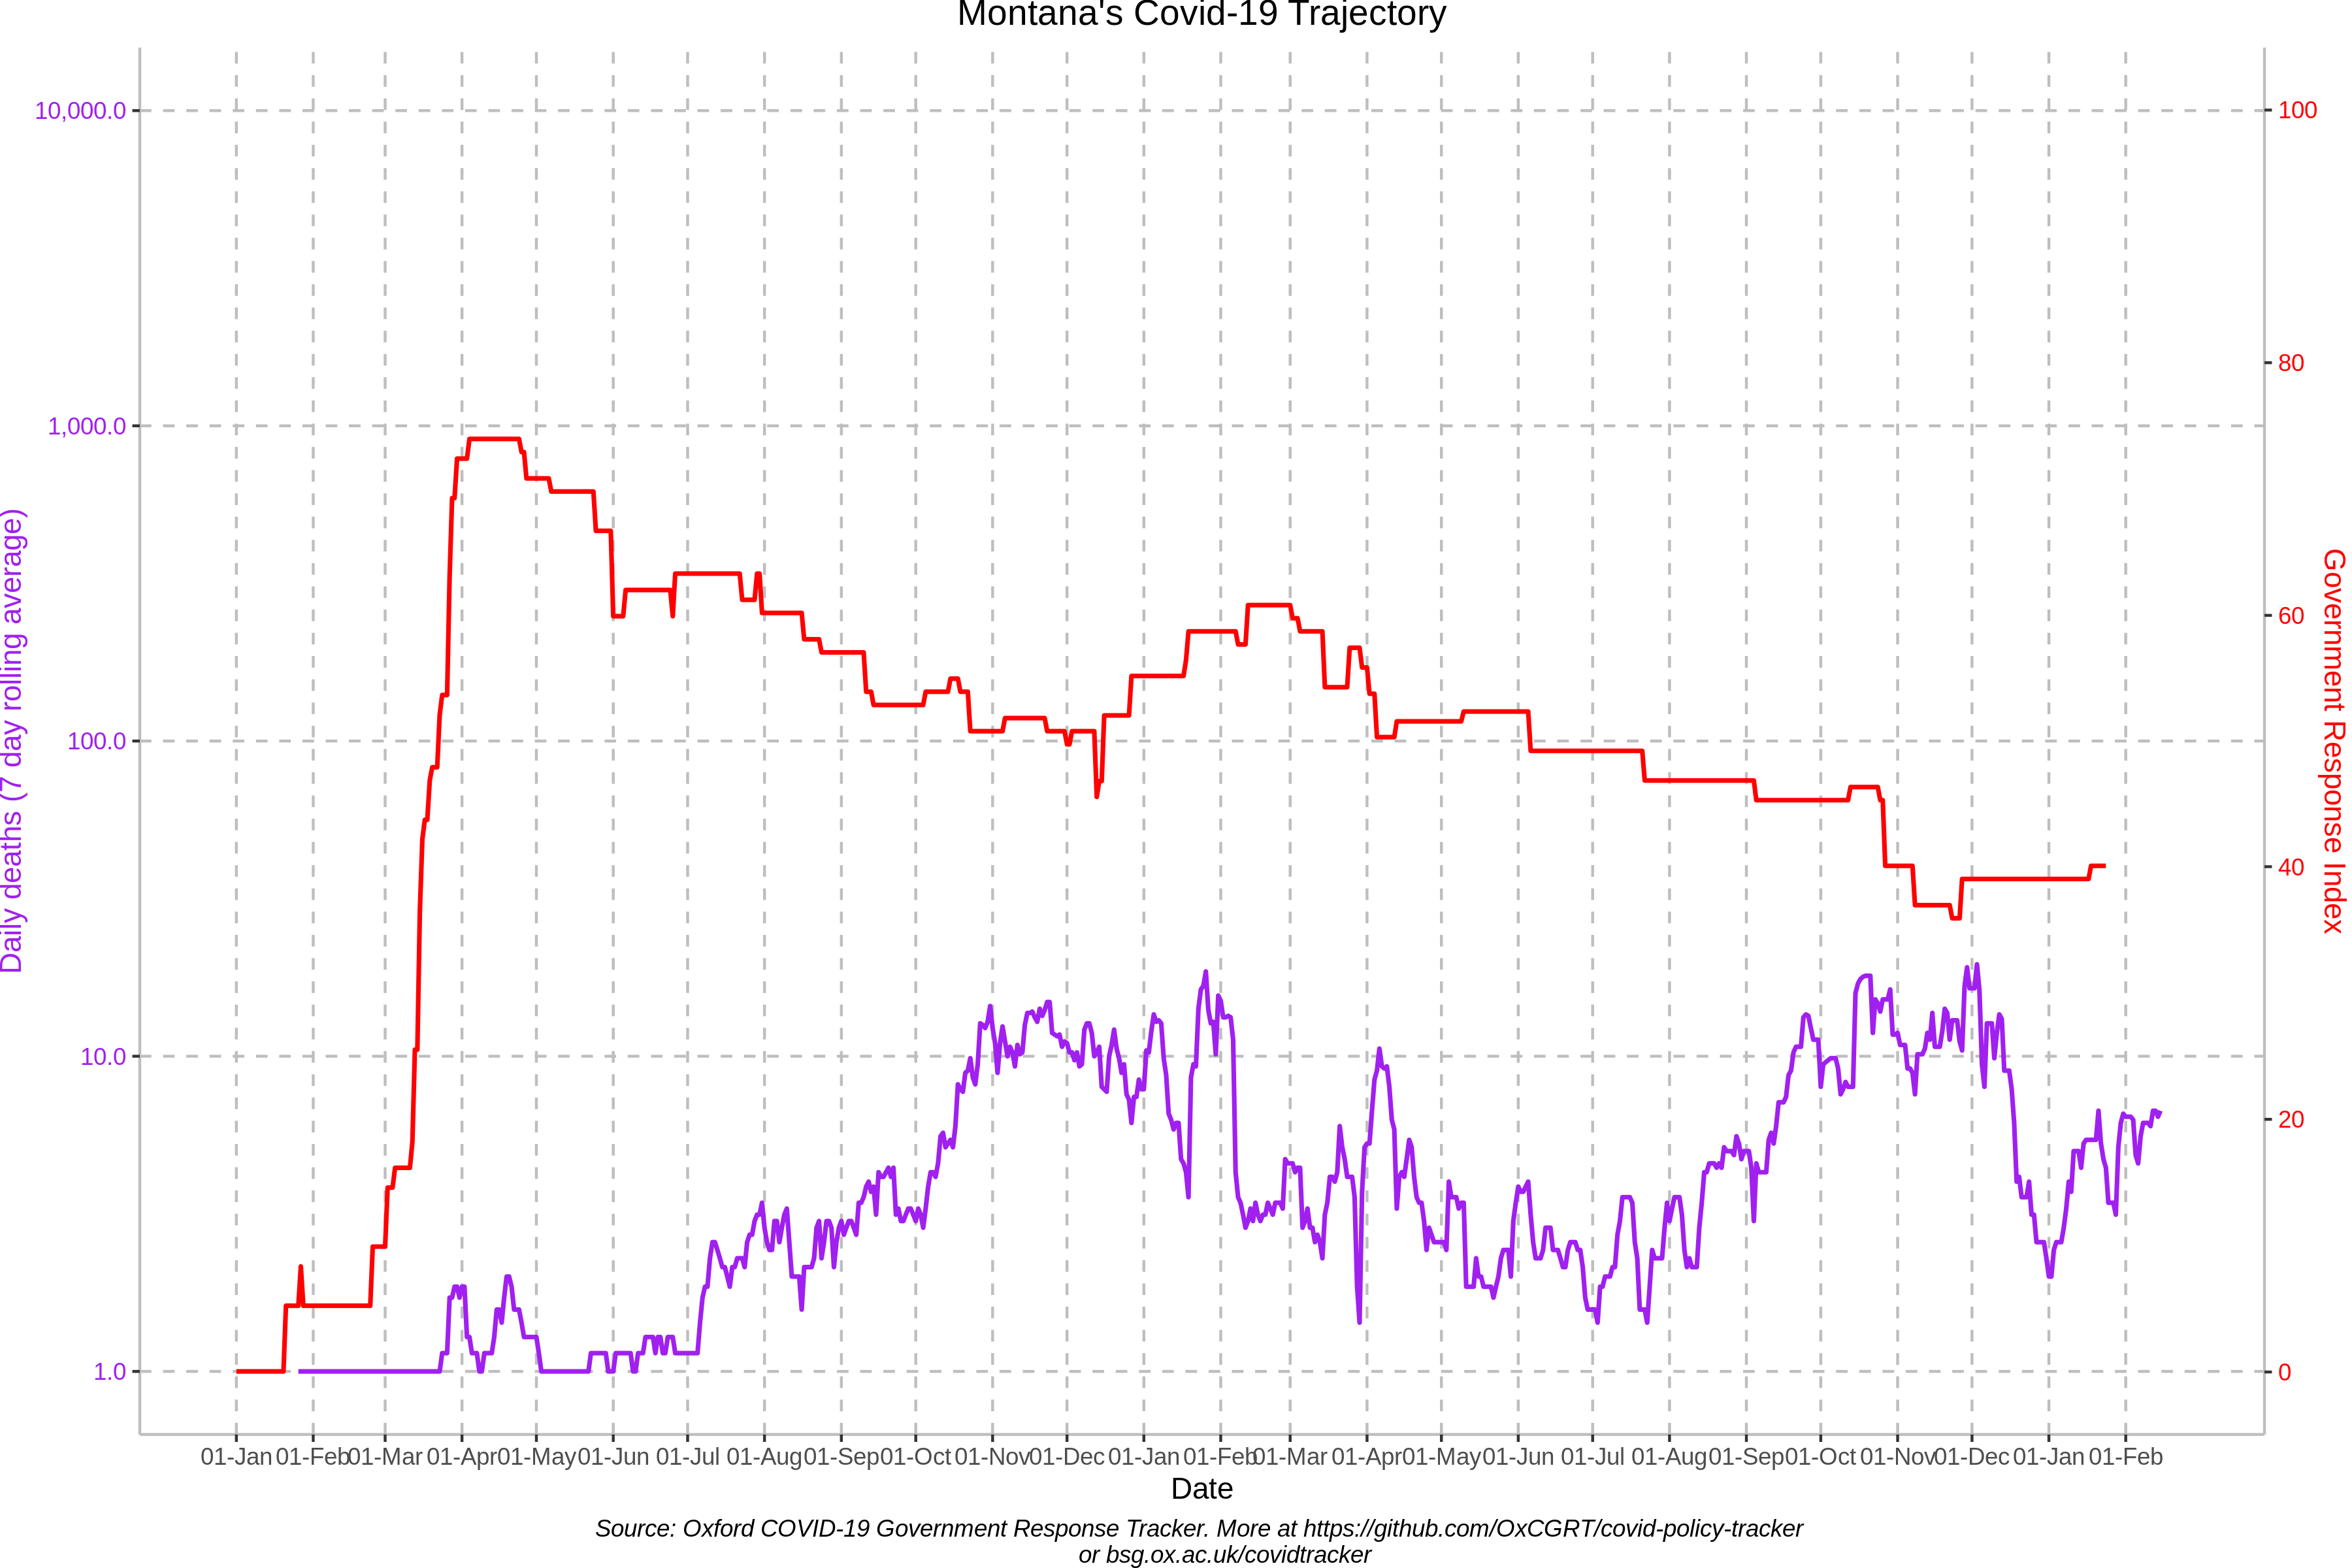 Montana's Covid-19 Trajectory
10,000.0
1,000.0
100.0
10.0
1.0
Daily deaths (7 day rolling average)
100
80
60
40
20
0
Government Response Index
01-Jan 01-Feb 01-Mar 01-Apr 01-May 01-Jun 01-Jul 01-Aug 01-Sep 01-Oct 01-Nov 01-Dec 01-Jan 01-Feb 01-Mar 01-Apr 01-May 01-Jun 01-Jul 01-Aug 01-Sep 01-Oct 01-Nov 01-Dec 01-Jan 01-Feb
Date
Source: Oxford COVID-19 Government Response Tracker. More at https://github.com/OxCGRT/covid-policy-tracker
or bsg.ox.ac.uk/covidtracker